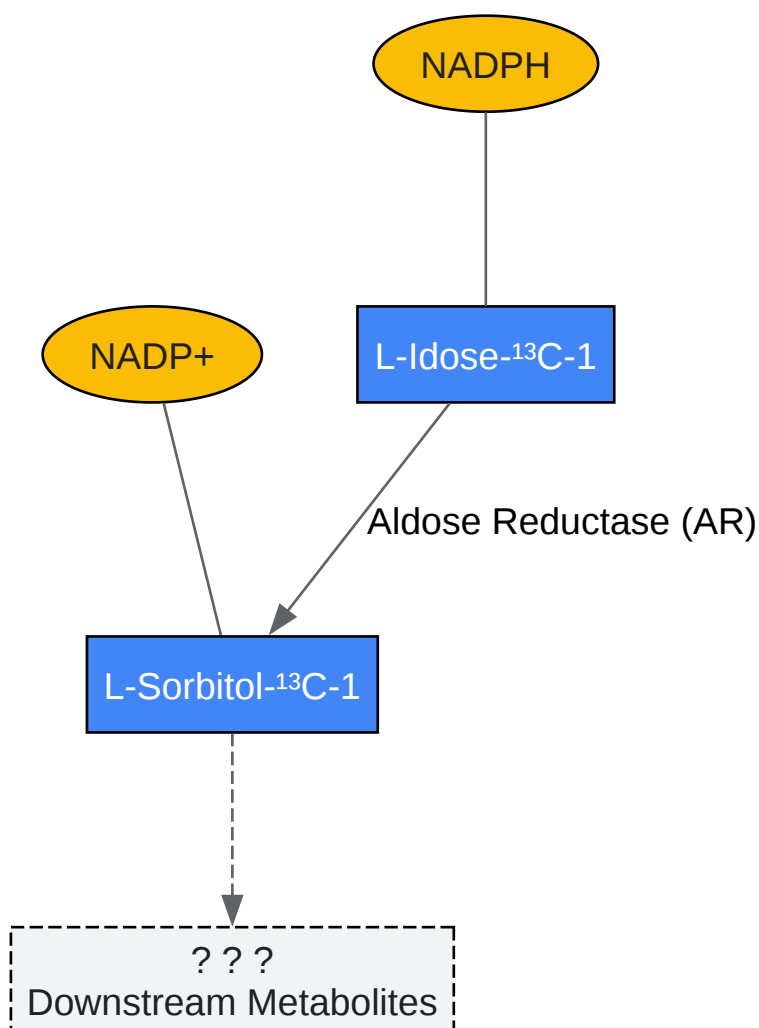 NADPH
NADP+
L-Idose-¹³C-1
Aldose Reductase (AR)
L-Sorbitol-¹³C-1
? ? ?
Downstream Metabolites